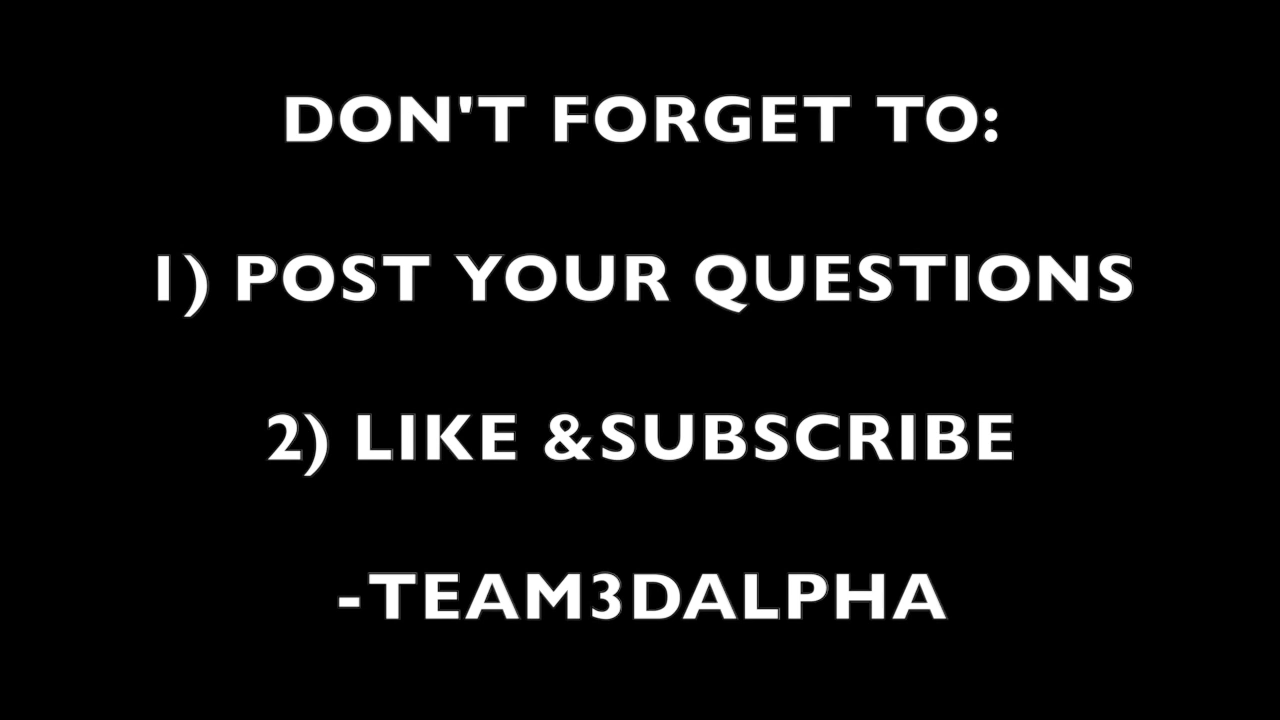 DON'T FORGET TO:
1) POST YOUR QUESTIONS
2) LIKE &SUBSCRIBE
-TEAM3DALPHA